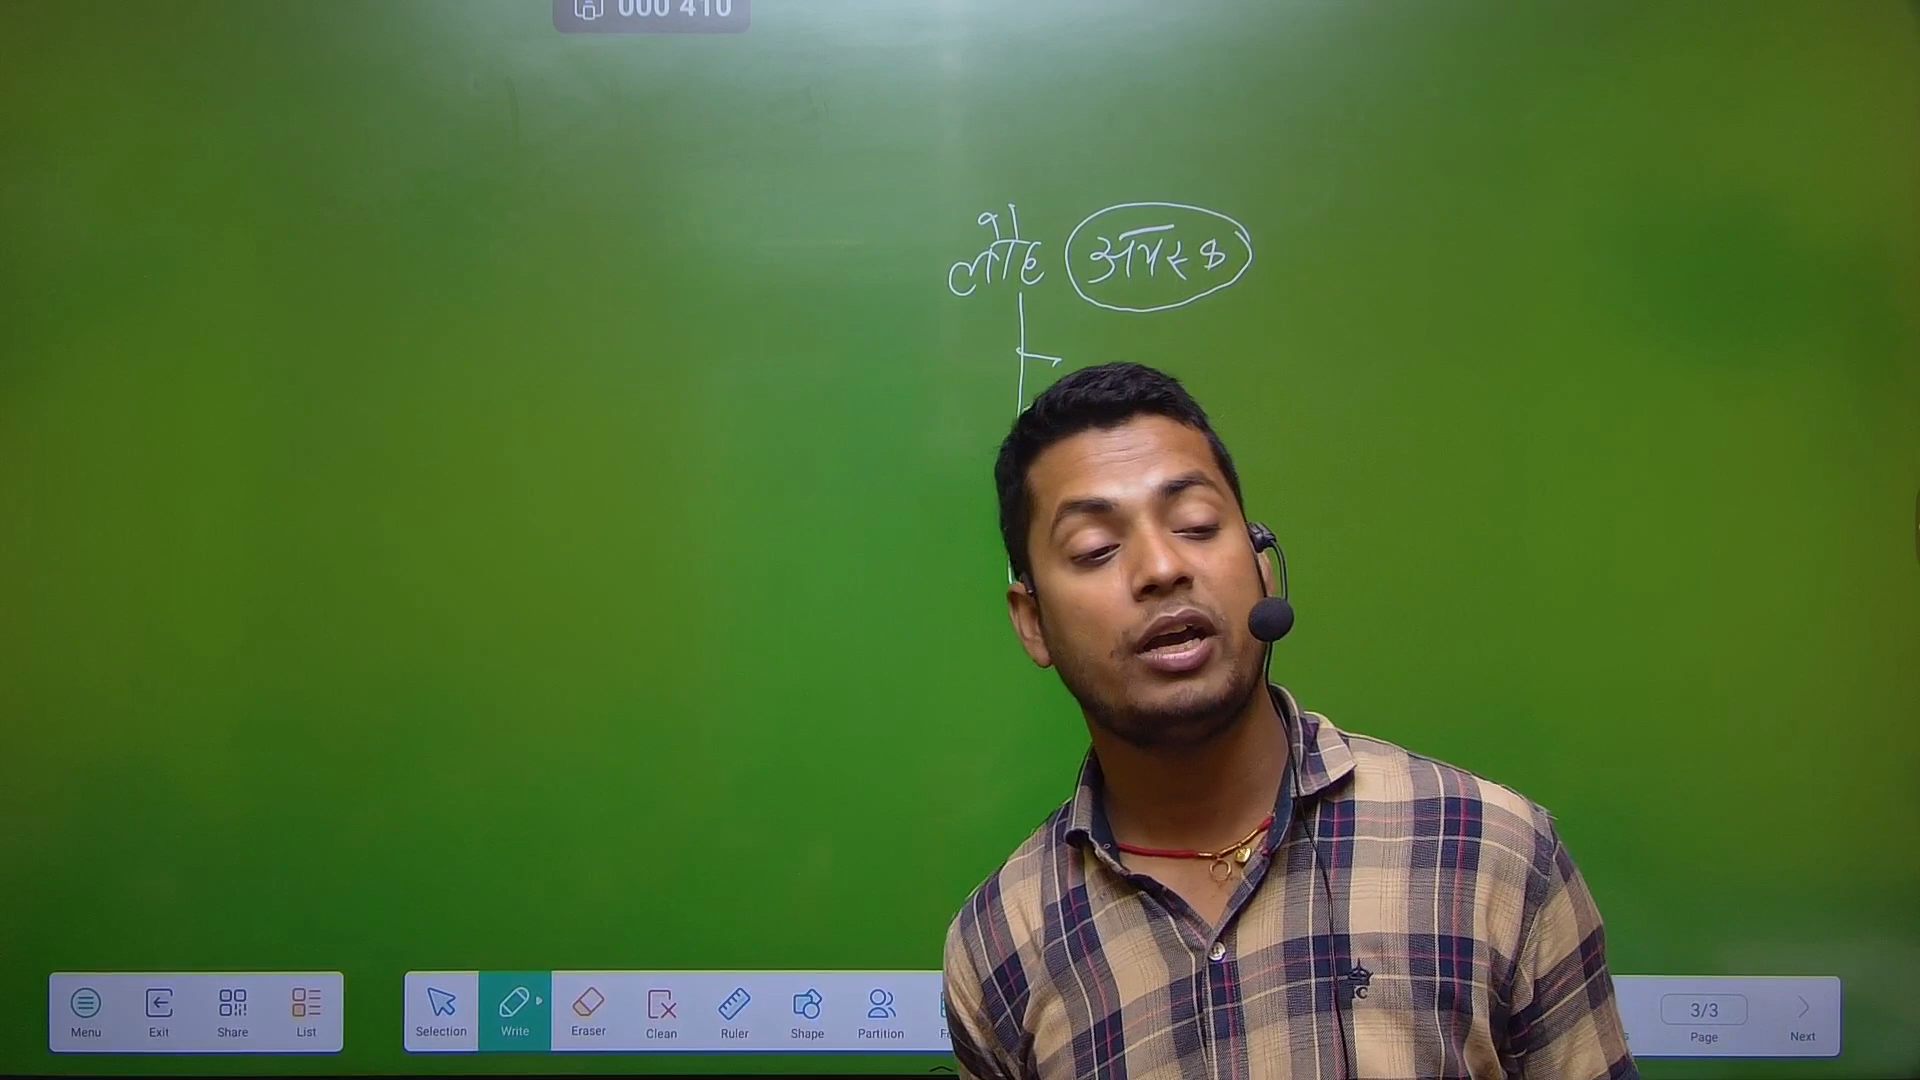 000 410
लौह अयस्क
Menu Exit Share List Selection Write Eraser Clean Ruler Shape Partition 3/3 Page Next